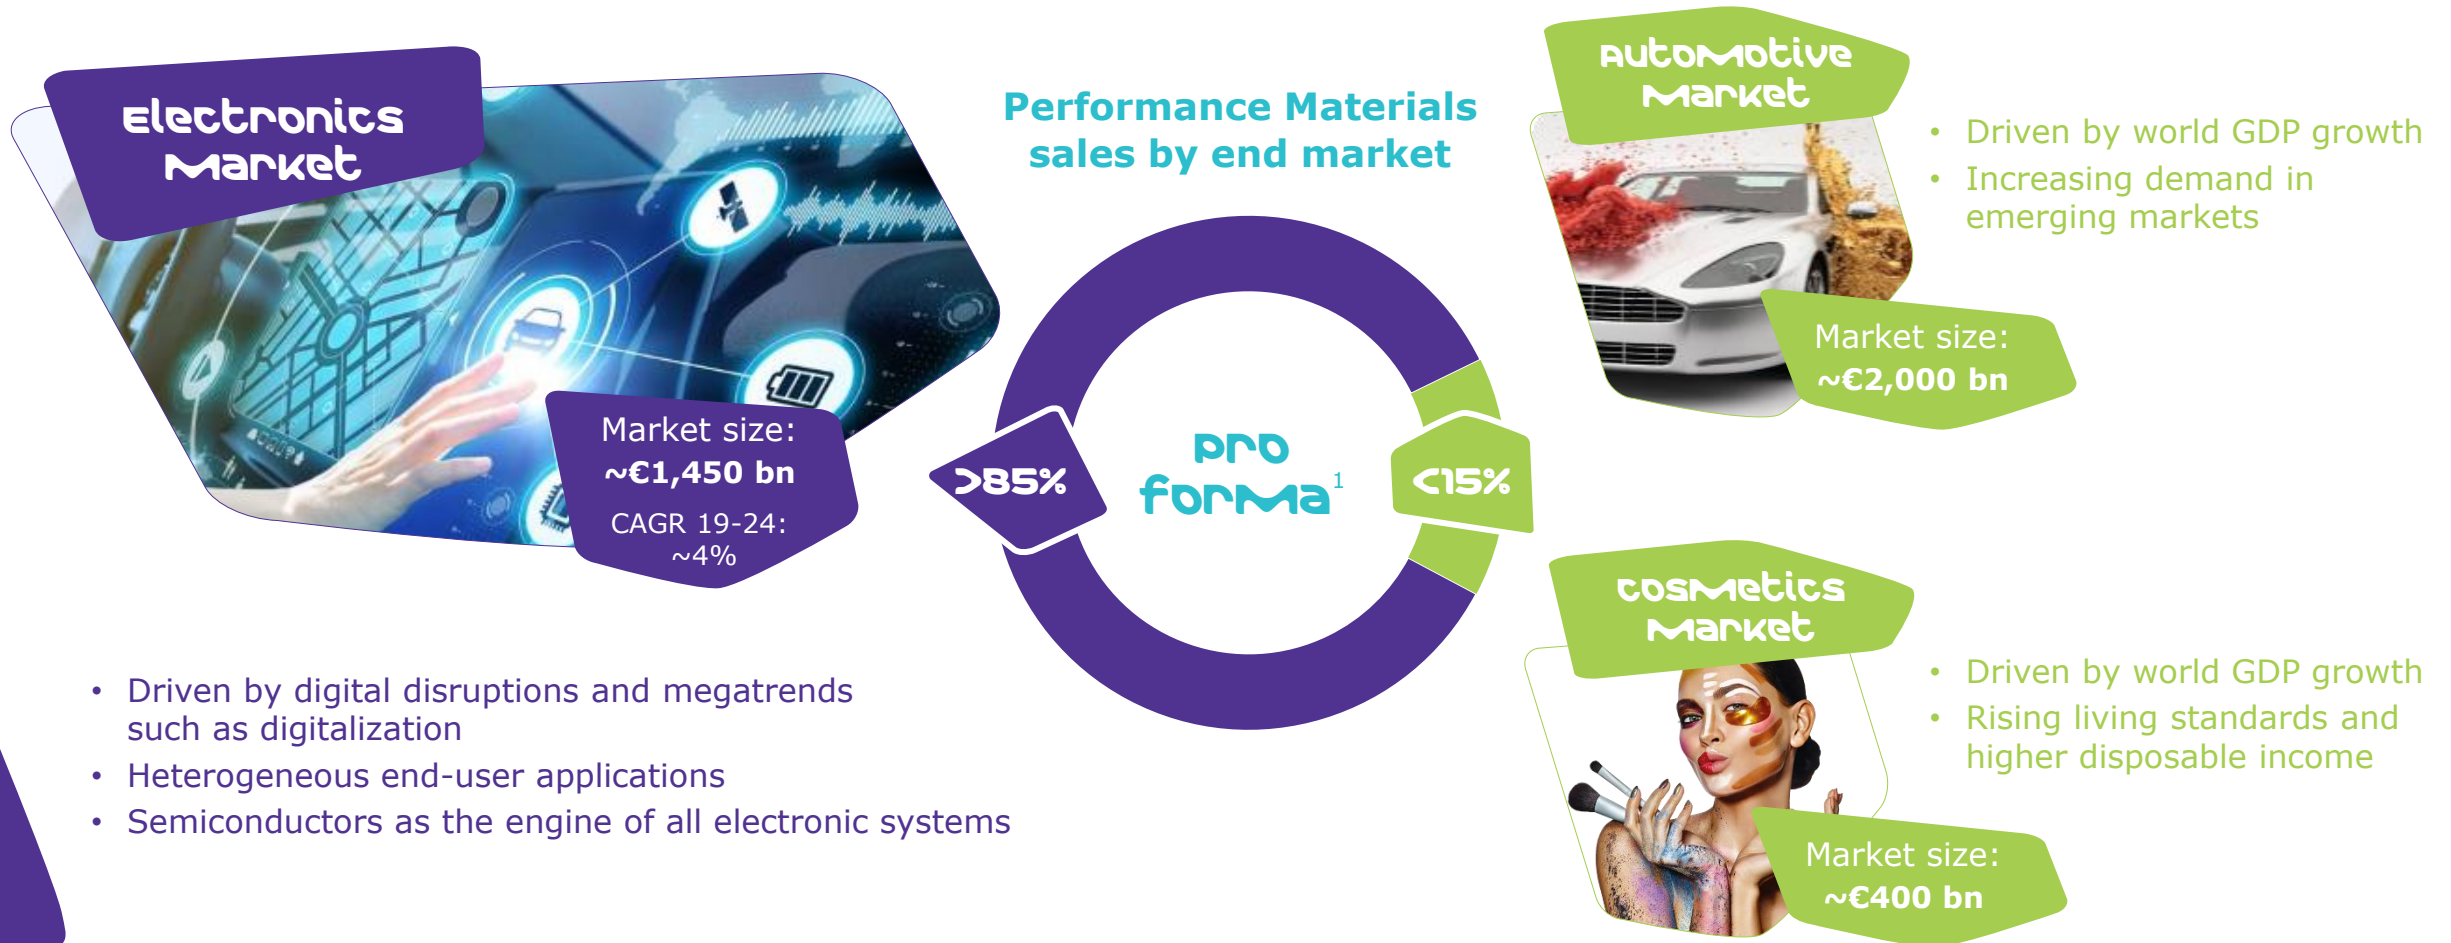 Electronics
Market
Market size:
~€1,450 bn
CAGR 19-24:
~4%
• Driven by digital disruptions and megatrends
such as digitalization
• Heterogeneous end-user applications
• Semiconductors as the engine of all electronic systems
Performance Materials
sales by end market
>85%
pro
forma¹
<15%
Automotive
Market
• Driven by world GDP growth
• Increasing demand in
emerging markets
Market size:
~€2,000 bn
Cosmetics
Market
• Driven by world GDP growth
• Rising living standards and
higher disposable income
Market size:
~€400 bn